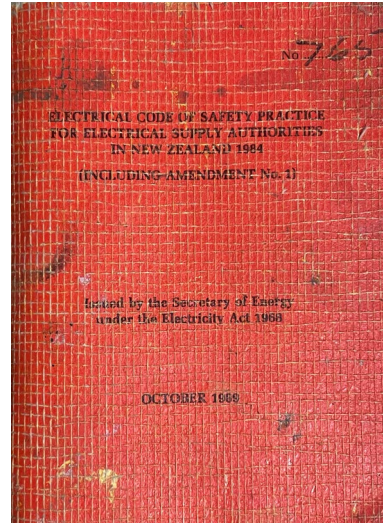 No 765
ELECTRICAL CODE OF SAFETY PRACTICE
FOR ELECTRICAL SUPPLY AUTHORITIES
IN NEW ZEALAND 1984
(INCLUDING AMENDMENT No. 1)
Issued by the Secretary of Energy
under the Electricity Act 1968
OCTOBER 1989